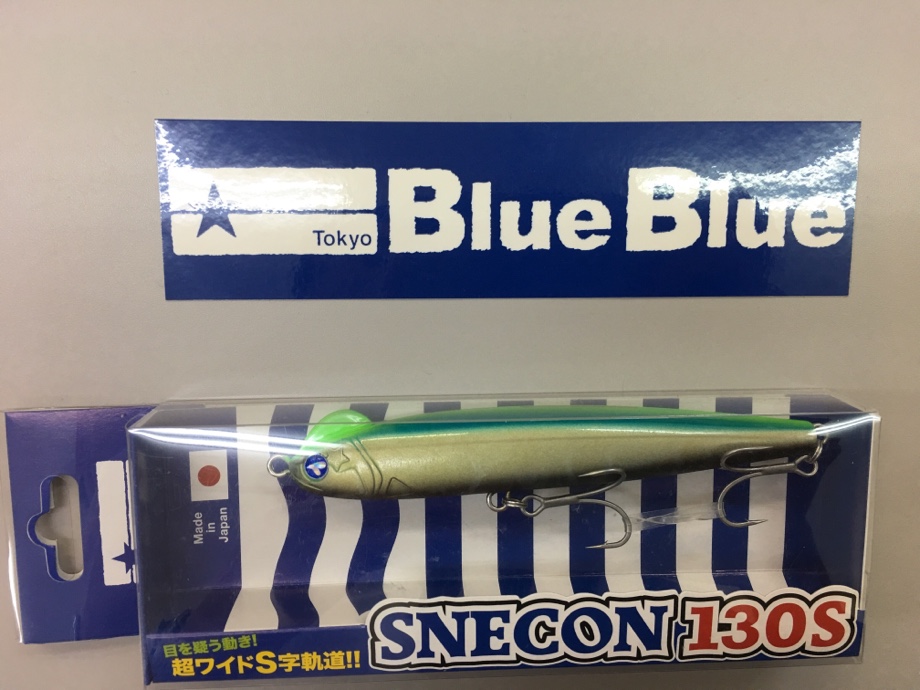 Tokyo
Blue Blue
Made
in
Japan
目を疑う動き!
超ワイドS字軌道!!
SNECON 130S